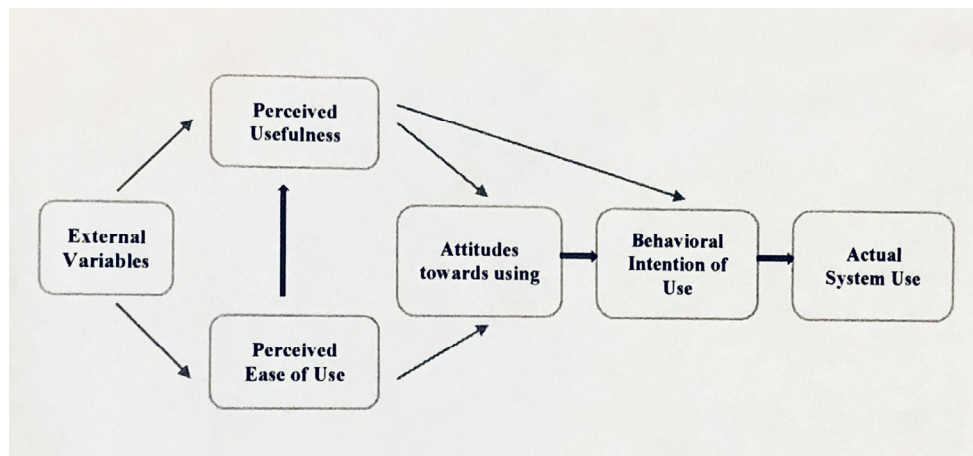 Perceived
Usefulness
External
Variables
Attitudes
towards using
Behavioral
Intention of
Use
Actual
System Use
Perceived
Ease of Use